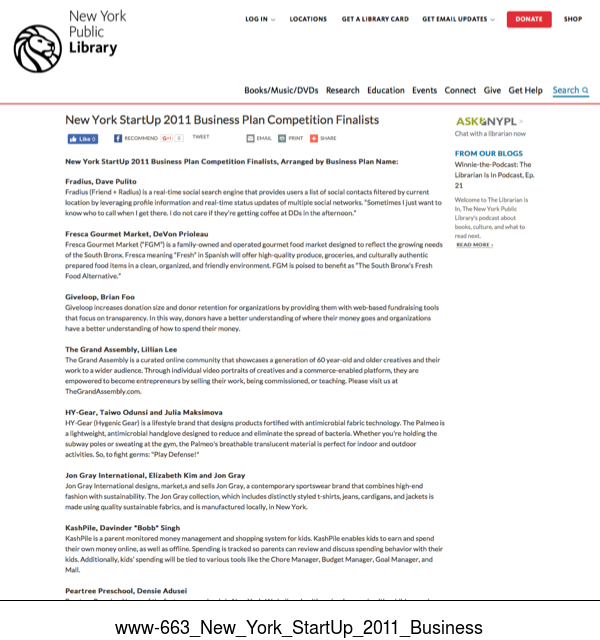 New York
Public
Library
LOG IN
LOCATIONS
GET A LIBRARY CARD
GET EMAIL UPDATES
DONATE
SHOP
Books/Music/DVDs Research Education Events Connect Give Get Help Search
New York StartUp 2011 Business Plan Competition Finalists
Like 0
RECOMMEND
G+1 0
TWEET
EMAIL
PRINT
SHARE
New York StartUp 2011 Business Plan Competition Finalists, Arranged by Business Plan Name:
Fradius, Dave Pulito
Fradius (Friend + Radius) is a real-time social search engine that provides users a list of social contacts filtered by current
location by leveraging profile information and real-time status updates of multiple social networks. "Sometimes I just want to
know who to call when I get there. I do not care if they're getting coffee at DDs in the afternoon."
Fresca Gourmet Market, DeVon Prioleau
Fresca Gourmet Market ("FGM") is a family-owned and operated gourmet food market designed to reflect the growing needs
of the South Bronx. Fresca meaning "Fresh" in Spanish will offer high-quality produce, groceries, and culturally authentic
prepared food items in a clean, organized, and friendly environment. FGM is poised to benefit as "The South Bronx's Fresh
Food Alternative."
Giveloop, Brian Foo
Giveloop increases donation size and donor retention for organizations by providing them with web-based fundraising tools
that focus on transparency. In this way, donors have a better understanding of where their money goes and organizations
have a better understanding of how to spend their money.
The Grand Assembly, Lillian Lee
The Grand Assembly is a curated online community that showcases a generation of 60 year-old and older creatives and their
work to a wider audience. Through individual video portraits of creatives and a commerce-enabled platform, they are
empowered to become entrepreneurs by selling their work, being commissioned, or teaching. Please visit us at
TheGrandAssembly.com.
HY-Gear, Taiwo Odunsi and Julia Maksimova
HY-Gear (Hygenic Gear) is a lifestyle brand that designs products fortified with antimicrobial fabric technology. The Palmeo is
a lightweight, antimicrobial handglove designed to reduce and eliminate the spread of bacteria. Whether you're holding the
subway poles or sweating at the gym, the Palmeo's breathable translucent material is perfect for indoor and outdoor
activities. So, to fight germs: "Play Defense!"
Jon Gray International, Elizabeth Kim and Jon Gray
Jon Gray International designs, market,s and sells Jon Gray, a contemporary sportswear brand that combines high-end
fashion with sustainability. The Jon Gray collection, which includes distinctly styled t-shirts, jeans, cardigans, and jackets is
made using quality sustainable fabrics, and is manufactured locally, in New York.
KashPile, Davinder "Bobb" Singh
KashPile is a parent monitored money management and shopping system for kids. KashPile enables kids to earn and spend
their own money online, as well as offline. Spending is tracked so parents can review and discuss spending behavior with their
kids. Additionally, kids' spending will be tied to various tools like the Chore Manager, Budget Manager, Goal Manager, and
Mall.
Peartree Preschool, Densie Adusei
ASK NYPL >
Chat with a librarian now
FROM OUR BLOGS
Winnie-the-Podcast: The
Librarian Is In Podcast, Ep.
21
Welcome to The Librarian Is
In, The New York Public
Library's podcast about
books, culture, and what to
read next.
READ MORE ›
www-663_New_York_StartUp_2011_Business